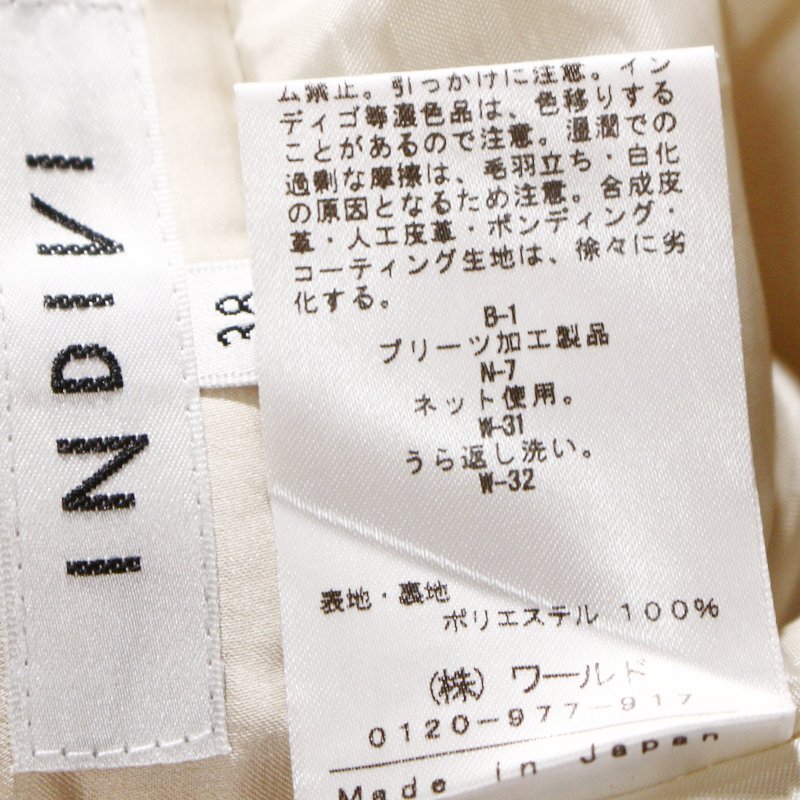 INDIVI
38
ム禁止。引っかけに注意。イン
ディゴ等濃色品は、色移りする
ことがあるので注意。湿潤での
過剰な摩擦は、毛羽立ち・白化
の原因となるため注意。合成皮
革・人工皮革・ボンディング・
コーティング生地は、徐々に劣
化する。
B-1
プリーツ加工製品
N-7
ネット使用。
W-31
うら返し洗い。
W-32
表地・裏地
ポリエステル 100%
(株) ワールド
0120-977-917
Made in Japan